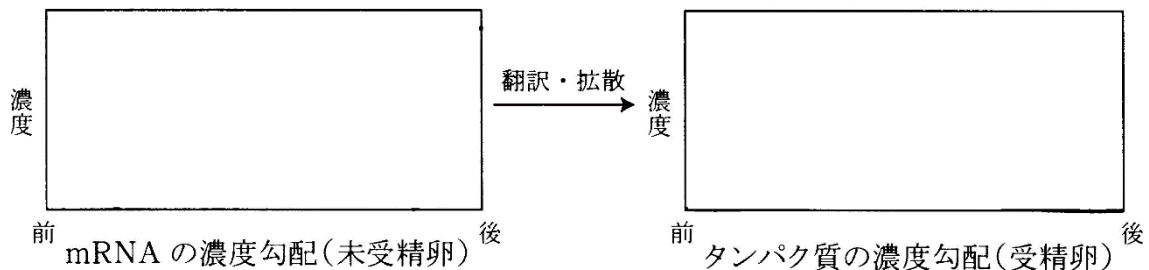 濃度
前
後
mRNA の濃度勾配(未受精卵)
翻訳・拡散
濃度
前
後
タンパク質の濃度勾配(受精卵)